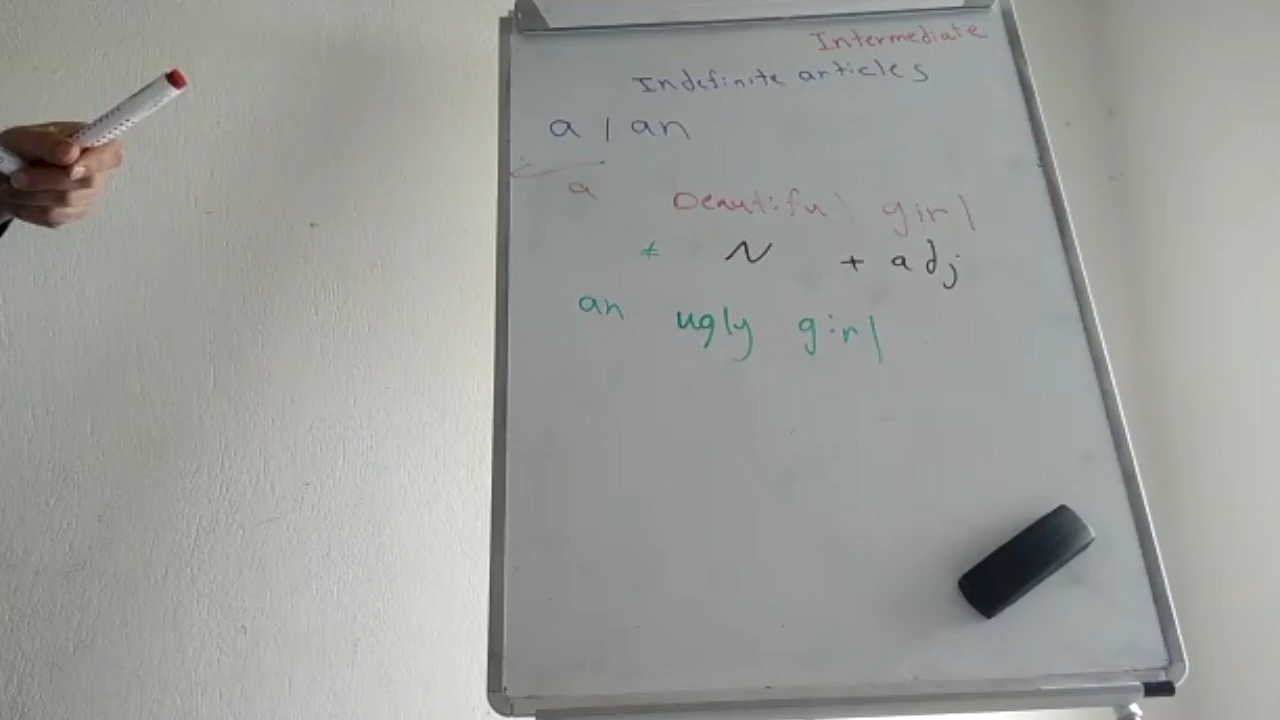 Intermediate
Indefinite articles
a / an
a beautiful girl
+ N + adj
an ugly girl